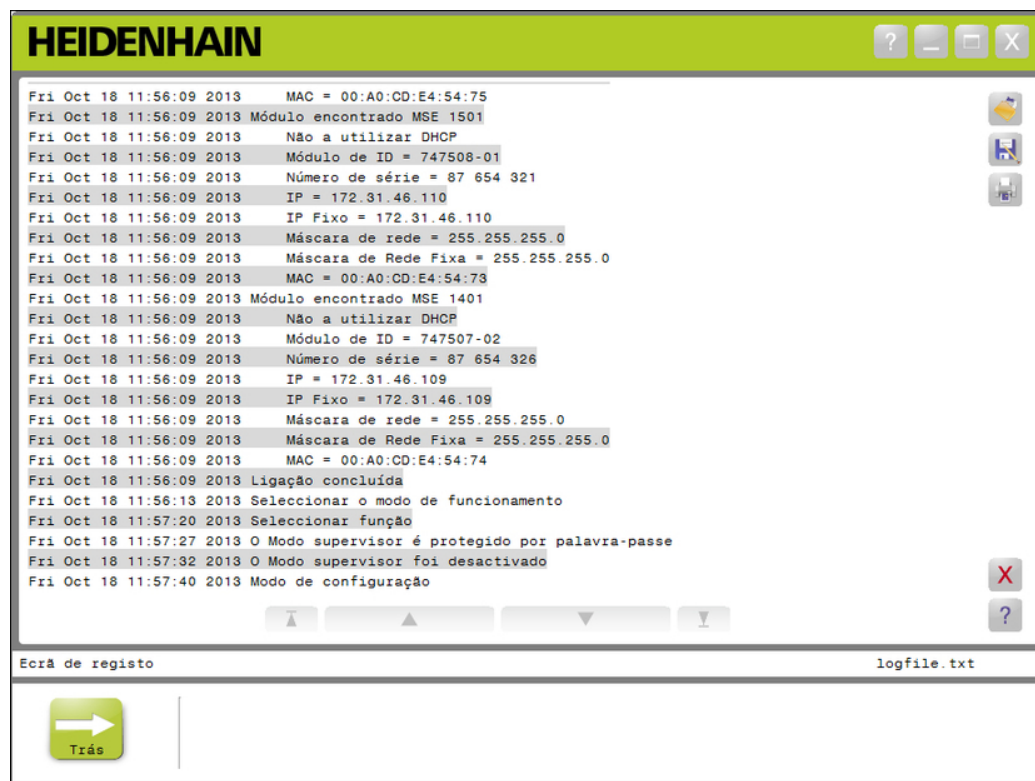 HEIDENHAIN
? _ X
Fri Oct 18 11:56:09 2013 MAC = 00:A0:CD:E4:54:75
Fri Oct 18 11:56:09 2013 Módulo encontrado MSE 1501
Fri Oct 18 11:56:09 2013 Não a utilizar DHCP
Fri Oct 18 11:56:09 2013 Módulo de ID = 747508-01
Fri Oct 18 11:56:09 2013 Número de série = 87 654 321
Fri Oct 18 11:56:09 2013 IP = 172.31.46.110
Fri Oct 18 11:56:09 2013 IP Fixo = 172.31.46.110
Fri Oct 18 11:56:09 2013 Máscara de rede = 255.255.255.0
Fri Oct 18 11:56:09 2013 Máscara de Rede Fixa = 255.255.255.0
Fri Oct 18 11:56:09 2013 MAC = 00:A0:CD:E4:54:73
Fri Oct 18 11:56:09 2013 Módulo encontrado MSE 1401
Fri Oct 18 11:56:09 2013 Não a utilizar DHCP
Fri Oct 18 11:56:09 2013 Módulo de ID = 747507-02
Fri Oct 18 11:56:09 2013 Número de série = 87 654 326
Fri Oct 18 11:56:09 2013 IP = 172.31.46.109
Fri Oct 18 11:56:09 2013 IP Fixo = 172.31.46.109
Fri Oct 18 11:56:09 2013 Máscara de rede = 255.255.255.0
Fri Oct 18 11:56:09 2013 Máscara de Rede Fixa = 255.255.255.0
Fri Oct 18 11:56:09 2013 MAC = 00:A0:CD:E4:54:74
Fri Oct 18 11:56:09 2013 Ligação concluída
Fri Oct 18 11:56:13 2013 Seleccionar o modo de funcionamento
Fri Oct 18 11:57:20 2013 Seleccionar função
Fri Oct 18 11:57:27 2013 O Modo supervisor é protegido por palavra-passe
Fri Oct 18 11:57:32 2013 O Modo supervisor foi desactivado
Fri Oct 18 11:57:40 2013 Modo de configuração
X
?
Ecrã de registo logfile.txt
Trás